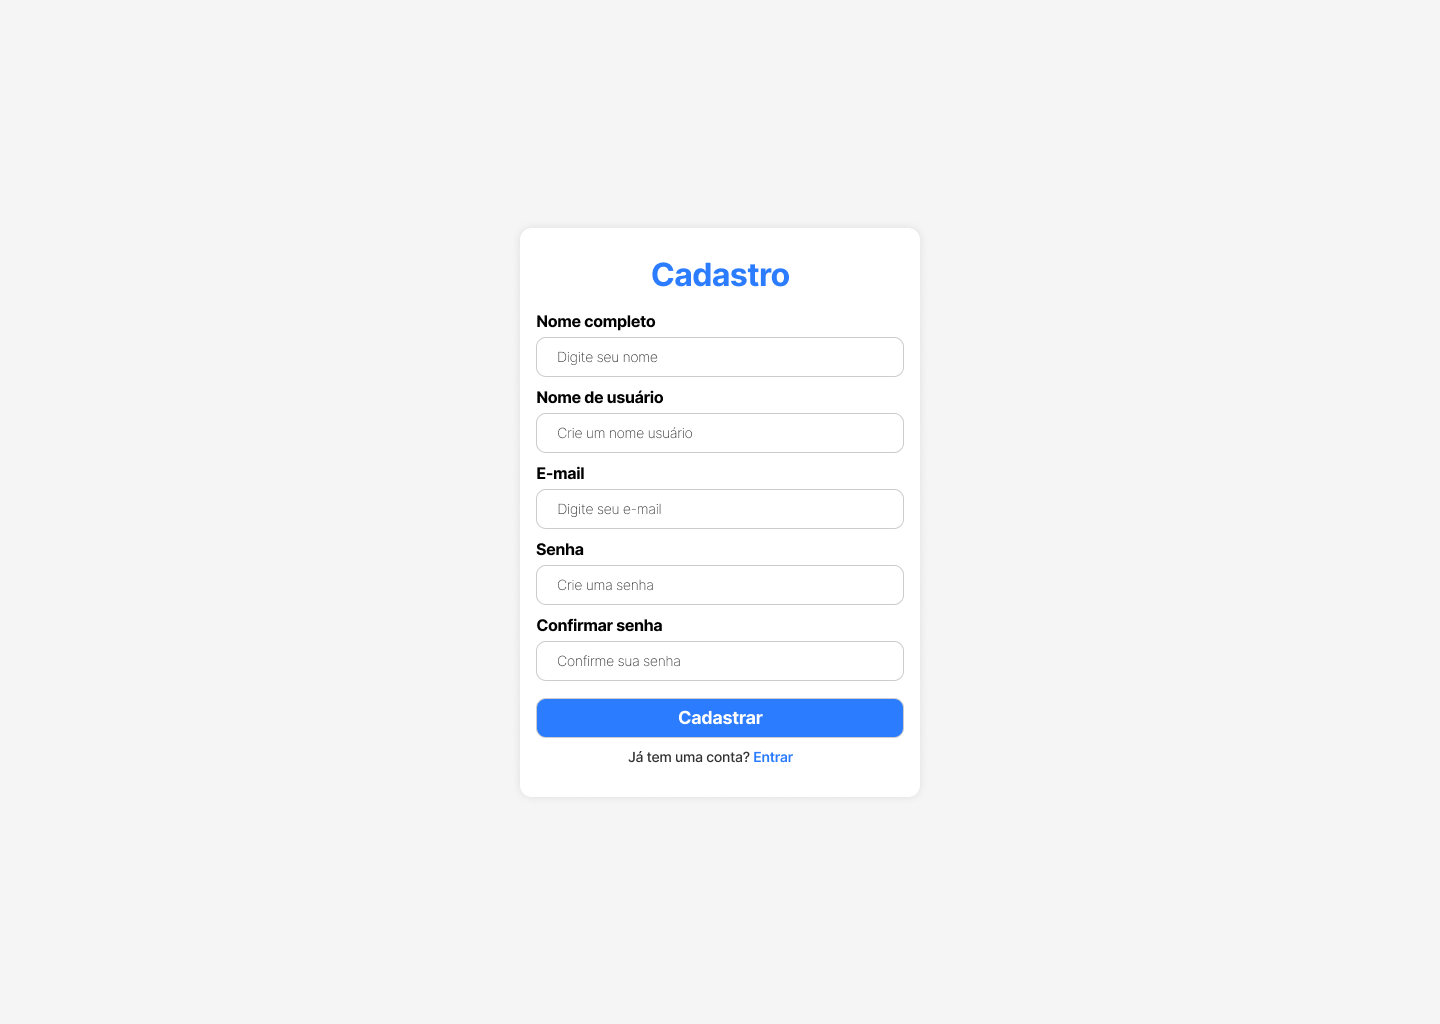 Cadastro
Nome completo
Digite seu nome
Nome de usuário
Crie um nome usuário
E-mail
Digite seu e-mail
Senha
Crie uma senha
Confirmar senha
Confirme sua senha
Cadastrar
Já tem uma conta? Entrar